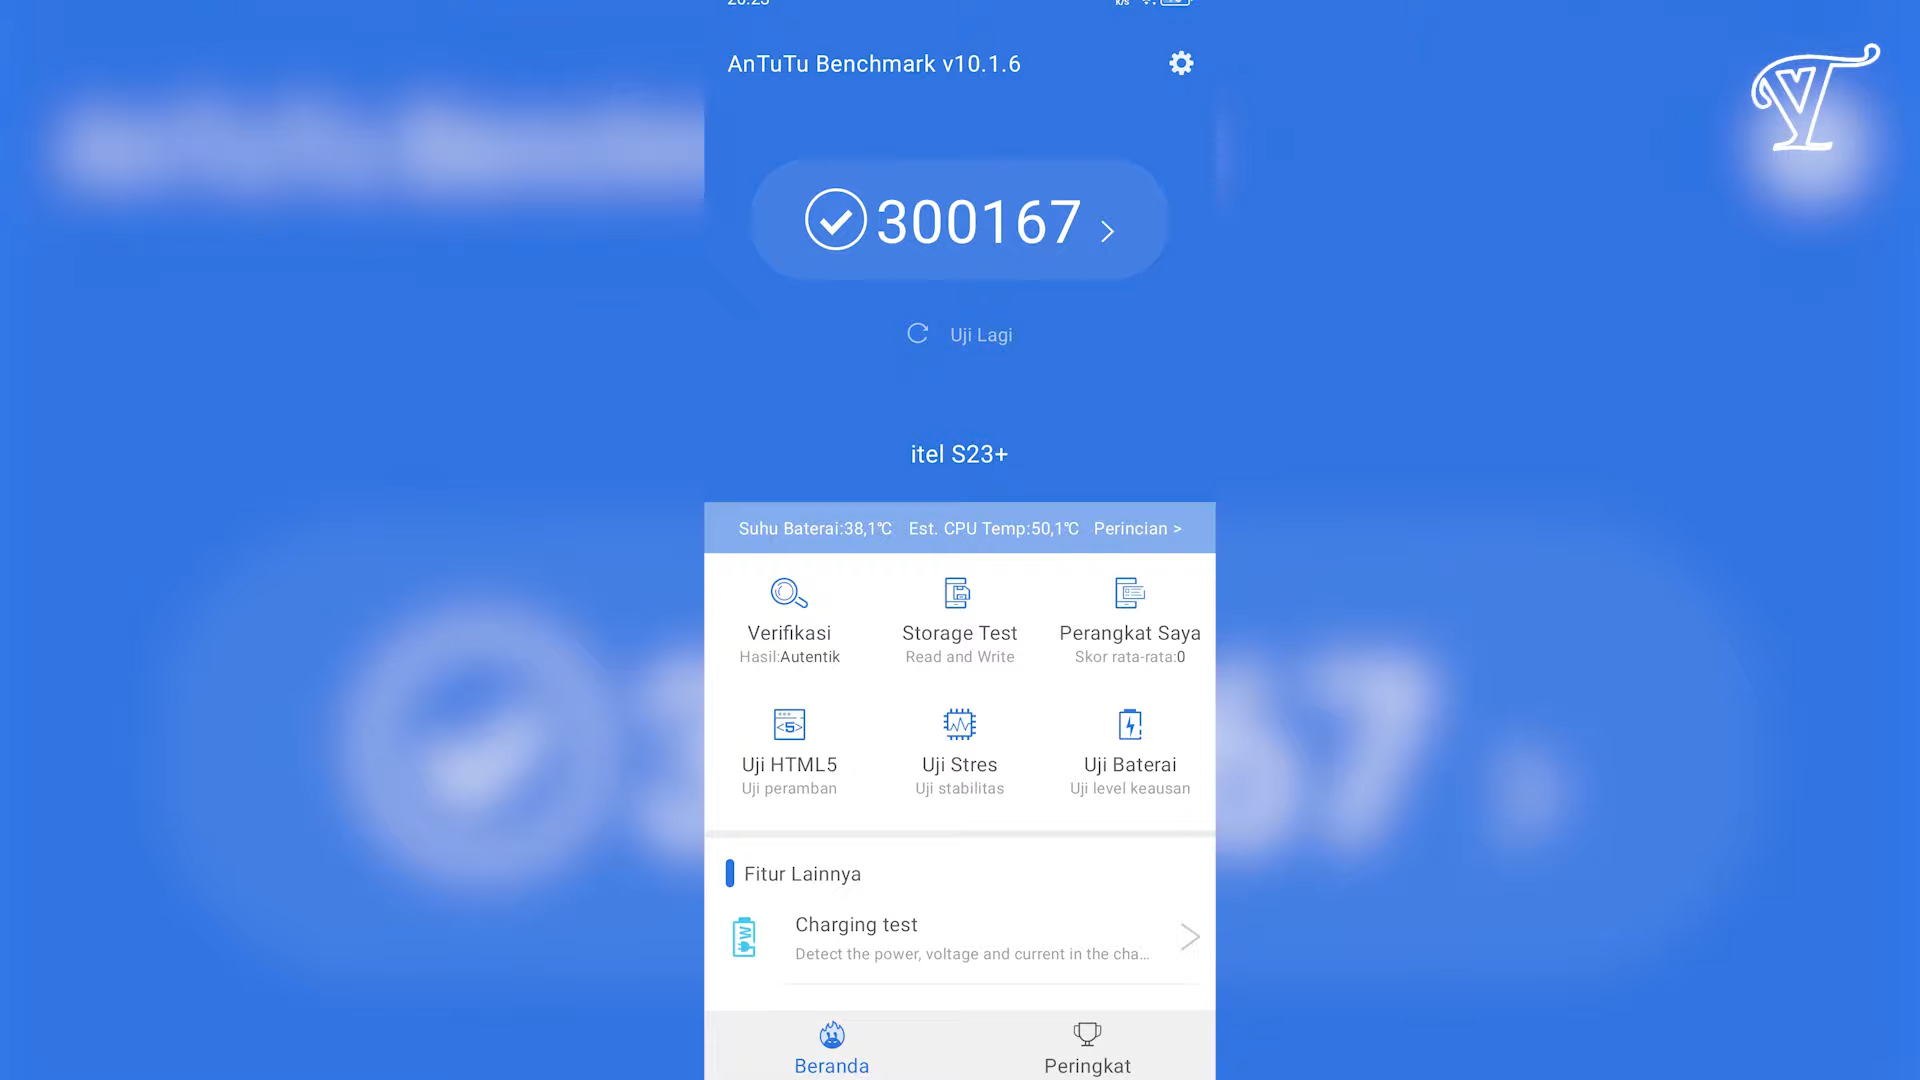 AnTuTu Benchmark v10.1.6
300167
Uji Lagi
itel S23+
Suhu Baterai:38,1℃ Est. CPU Temp:50,1℃ Perincian >
Verifikasi
Hasil:Autentik
Storage Test
Read and Write
Perangkat Saya
Skor rata-rata:0
Uji HTML5
Uji peramban
Uji Stres
Uji stabilitas
Uji Baterai
Uji level keausan
Fitur Lainnya
Charging test
Detect the power, voltage and current in the cha...
Beranda
Peringkat